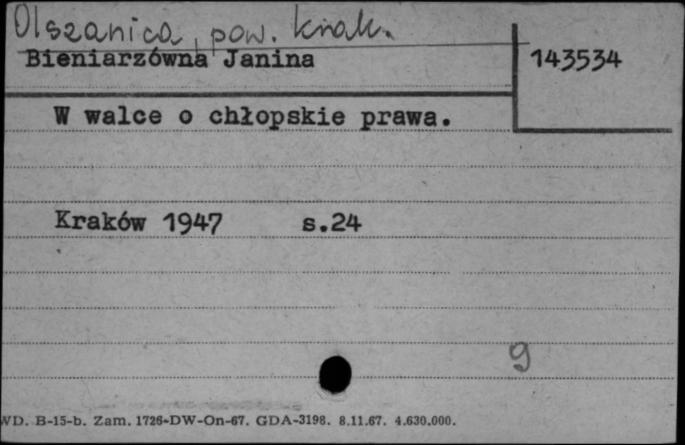 Olszanica, pow. krak.
Bieniarzówna Janina
143534
W walce o chłopskie prawa.
Kraków 1947 s.24
9
WD. B-15-b. Zam. 1726-DW-On-67. GDA-3198. 8.11.67. 4.630.000.